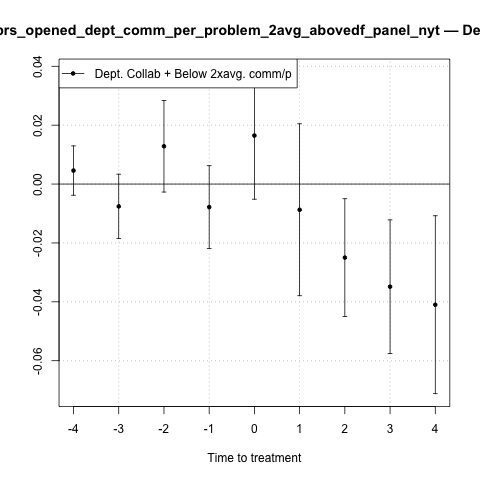 prs_opened_dept_comm_per_problem_2avg_abovedf_panel_nyt — De
Dept. Collab + Below 2xavg. comm/p
0.04
0.02
0.00
-0.02
-0.04
-0.06
-4 -3 -2 -1 0 1 2 3 4
Time to treatment